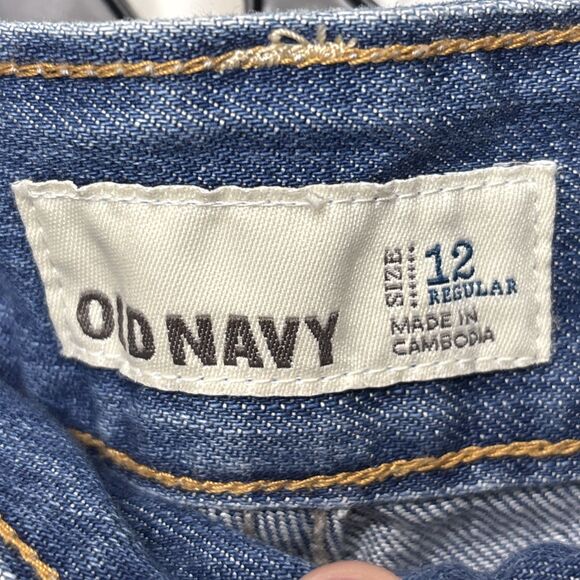 OLD NAVY
SIZE
12
REGULAR
MADE IN
CAMBODIA